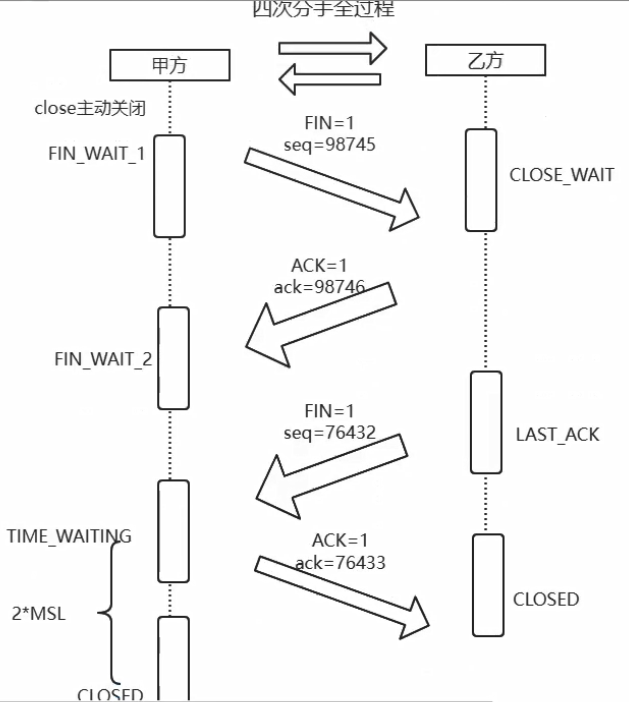 四次分手全过程
甲方
乙方
close主动关闭
FIN=1
seq=98745
FIN_WAIT_1
CLOSE_WAIT
ACK=1
ack=98746
FIN_WAIT_2
FIN=1
seq=76432
LAST_ACK
TIME_WAITING
ACK=1
ack=76433
2*MSL
CLOSED
CLOSED